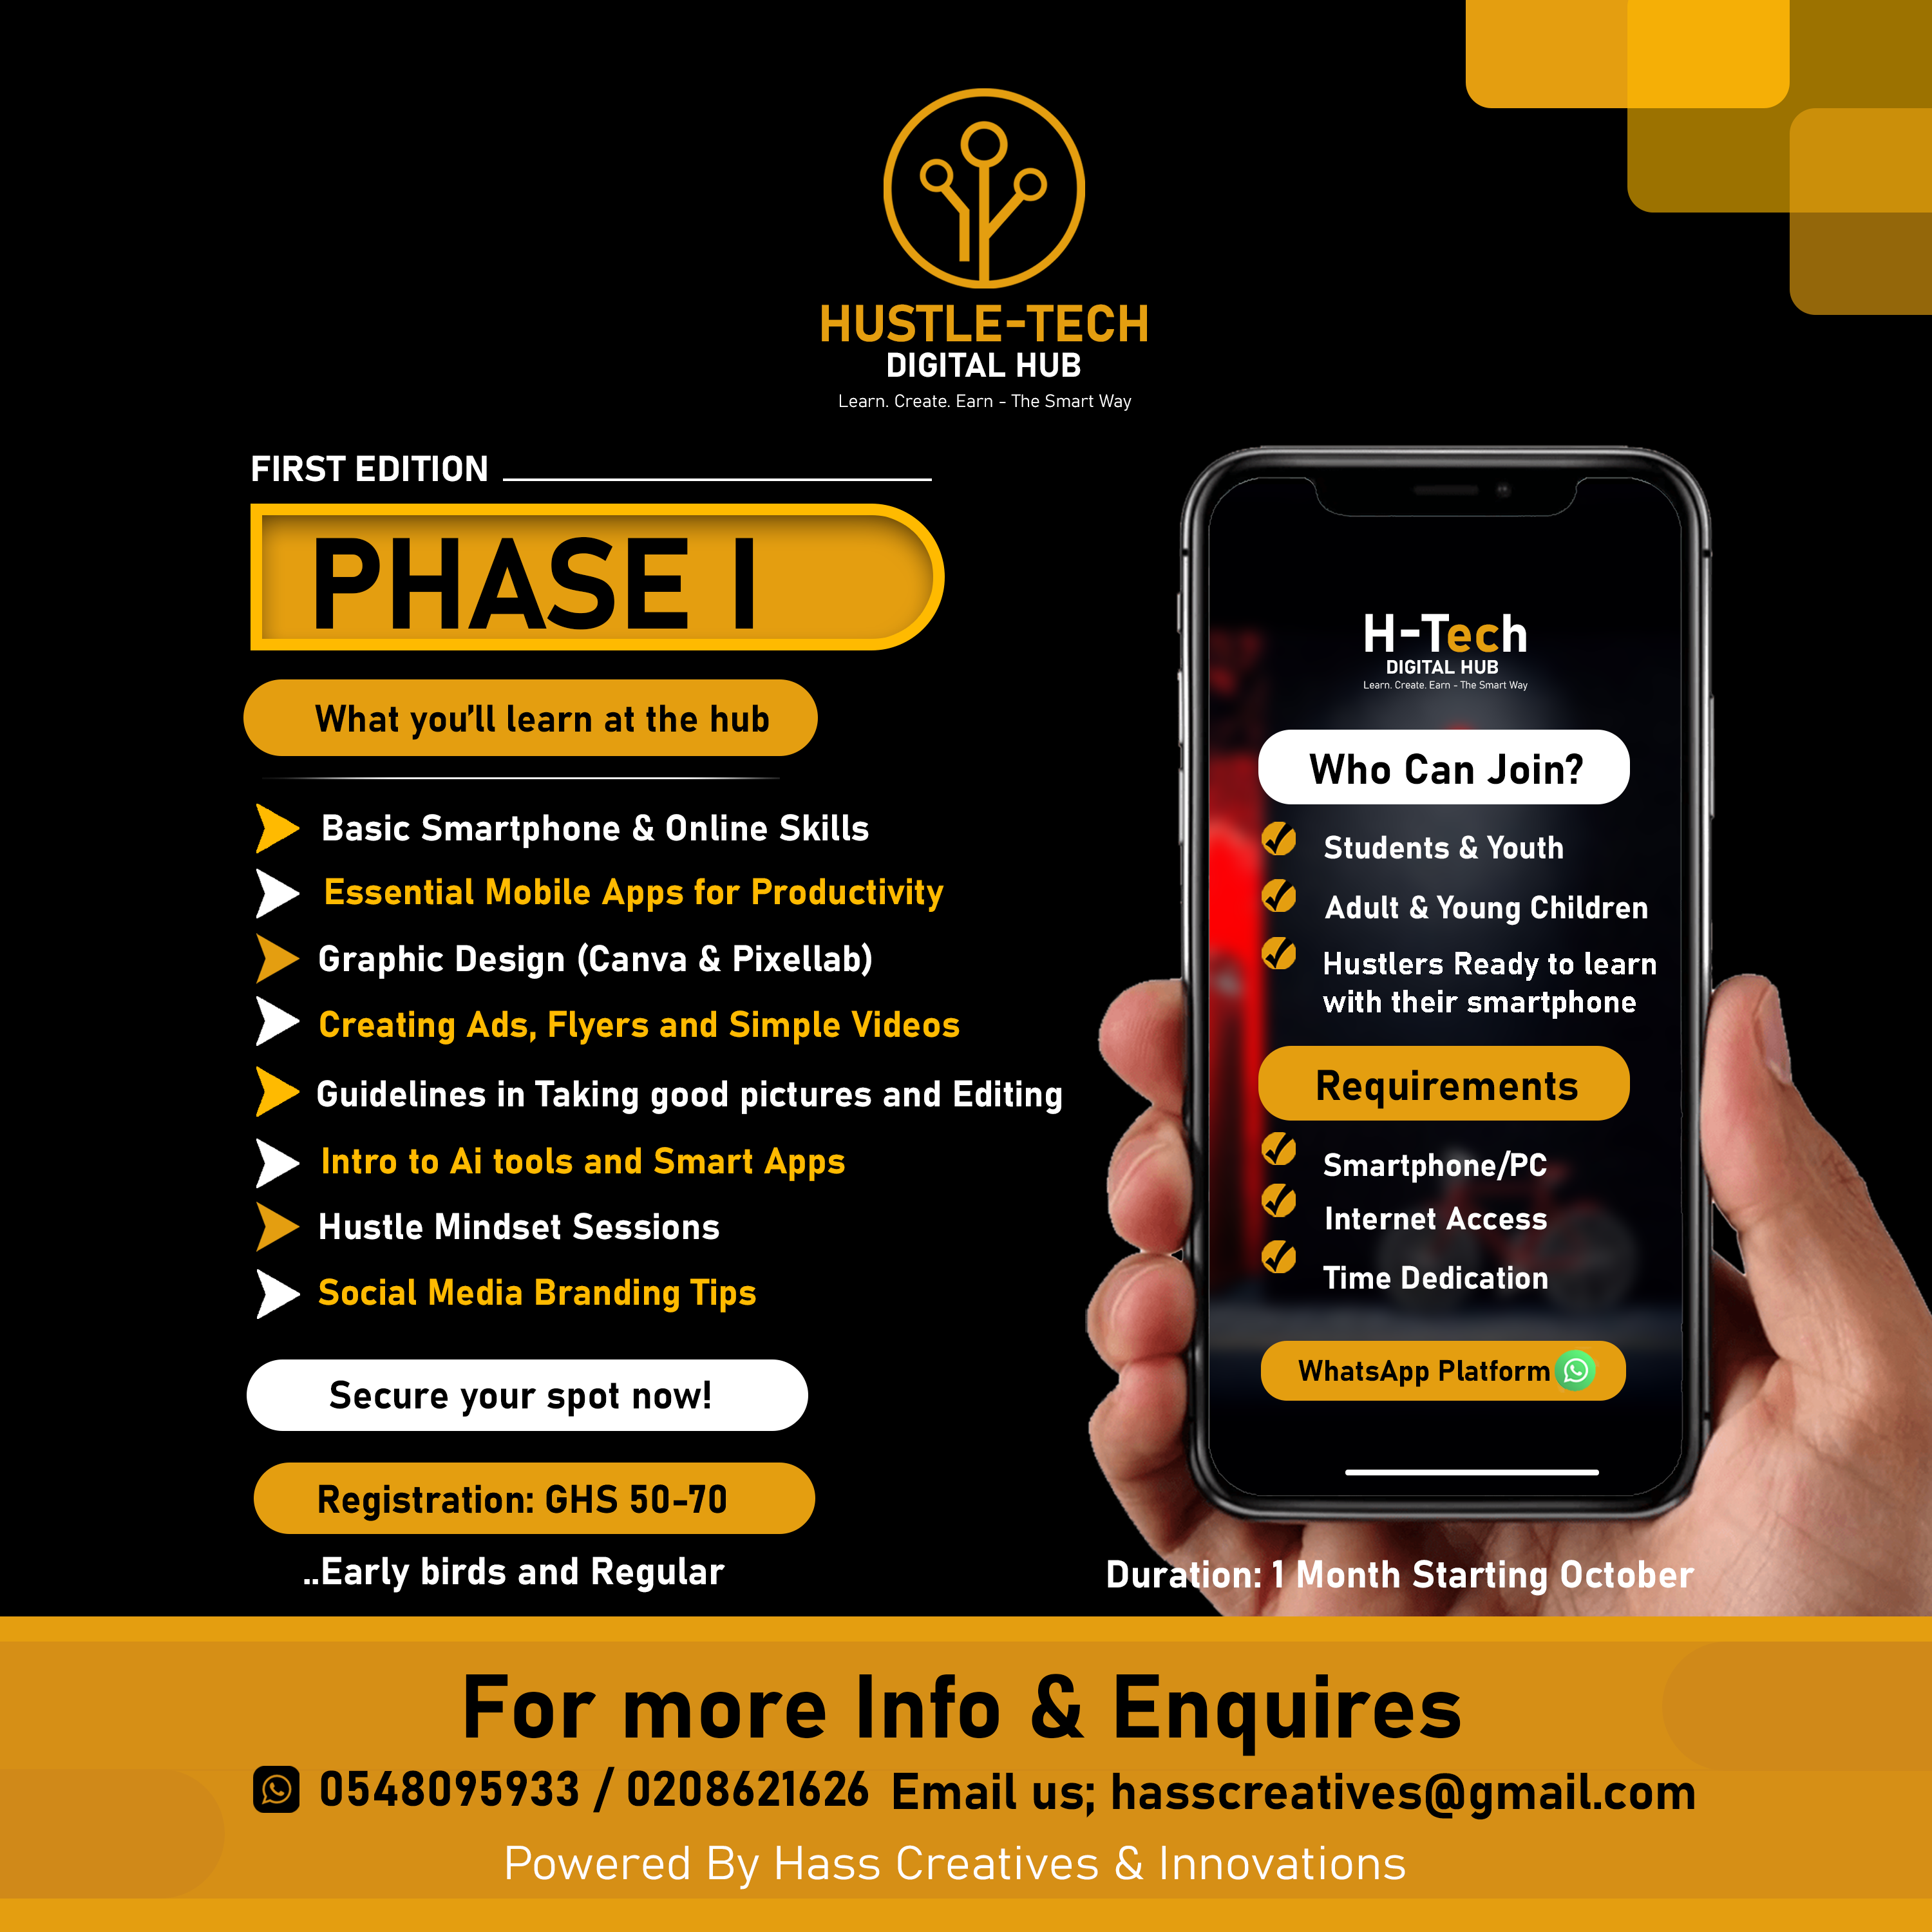 HUSTLE-TECH
DIGITAL HUB
Learn. Create. Earn - The Smart Way
FIRST EDITION
PHASE I
What you'll learn at the hub
Basic Smartphone & Online Skills
Essential Mobile Apps for Productivity
Graphic Design (Canva & Pixellab)
Creating Ads, Flyers and Simple Videos
Guidelines in Taking good pictures and Editing
Intro to Ai tools and Smart Apps
Hustle Mindset Sessions
Social Media Branding Tips
Secure your spot now!
Registration: GHS 50-70
..Early birds and Regular
H-Tech
DIGITAL HUB
Learn. Create. Earn - The Smart Way
Who Can Join?
Students & Youth
Adult & Young Children
Hustlers Ready to learn
with their smartphone
Requirements
Smartphone/PC
Internet Access
Time Dedication
WhatsApp Platform
Duration: 1 Month Starting October
For more Info & Enquires
0548095933 / 0208621626 Email us; hasscreatives@gmail.com
Powered By Hass Creatives & Innovations